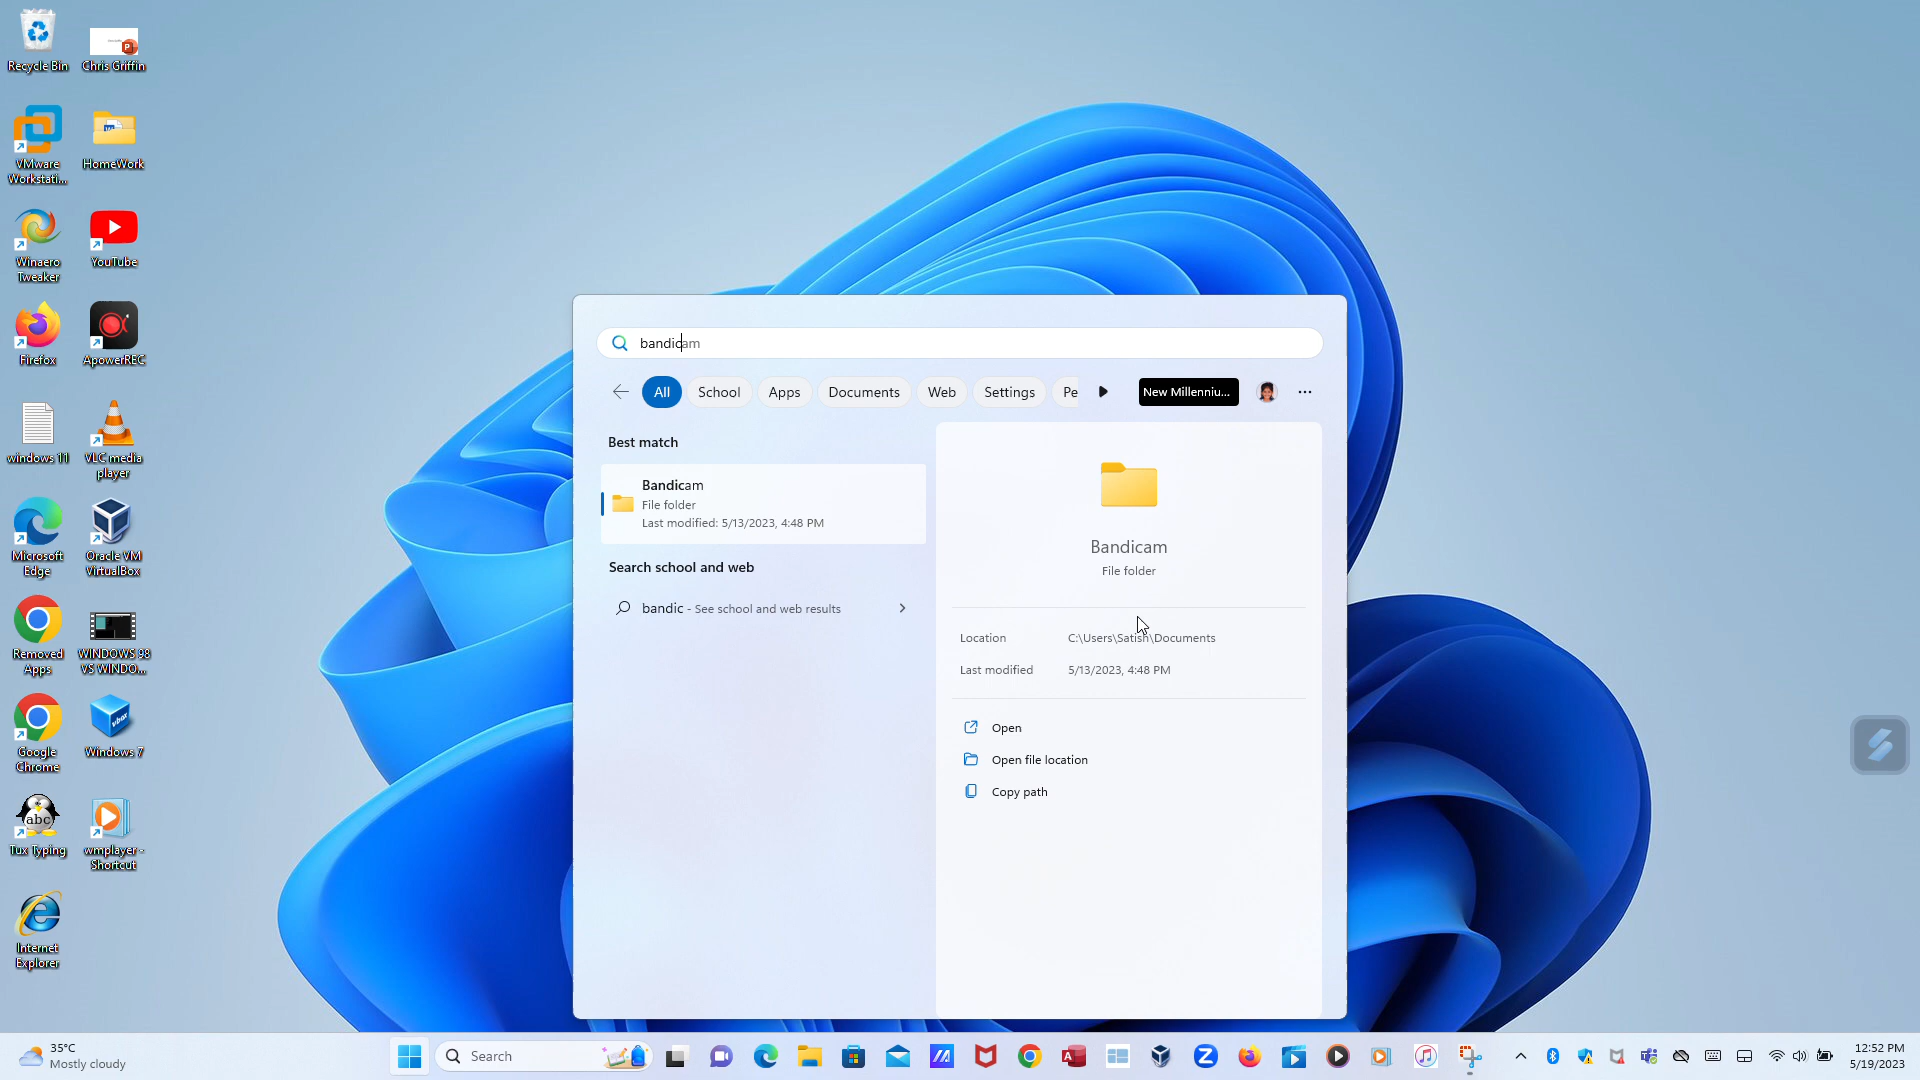 Recycle Bin
Chris Griffin
VMware
Workstati...
HomeWork
Winaero
Tweaker
YouTube
Firefox
ApowerREC
windows 11
VLC media
player
Microsoft
Edge
Oracle VM
VirtualBox
Removed
Apps
WINDOWS 98
VS WINDO...
Google
Chrome
Windows 7
abc
Tux Typing
wmplayer -
Shortcut
Internet
Explorer
bandicam
All
School
Apps
Documents
Web
Settings
Pe
New Millenniu...
Best match
Bandicam
File folder
Last modified: 5/13/2023, 4:48 PM
Search school and web
bandic - See school and web results
Bandicam
File folder
Location
C:\Users\Satish\Documents
Last modified
5/13/2023, 4:48 PM
Open
Open file location
Copy path
35°C
Mostly cloudy
Search
12:52 PM
5/19/2023